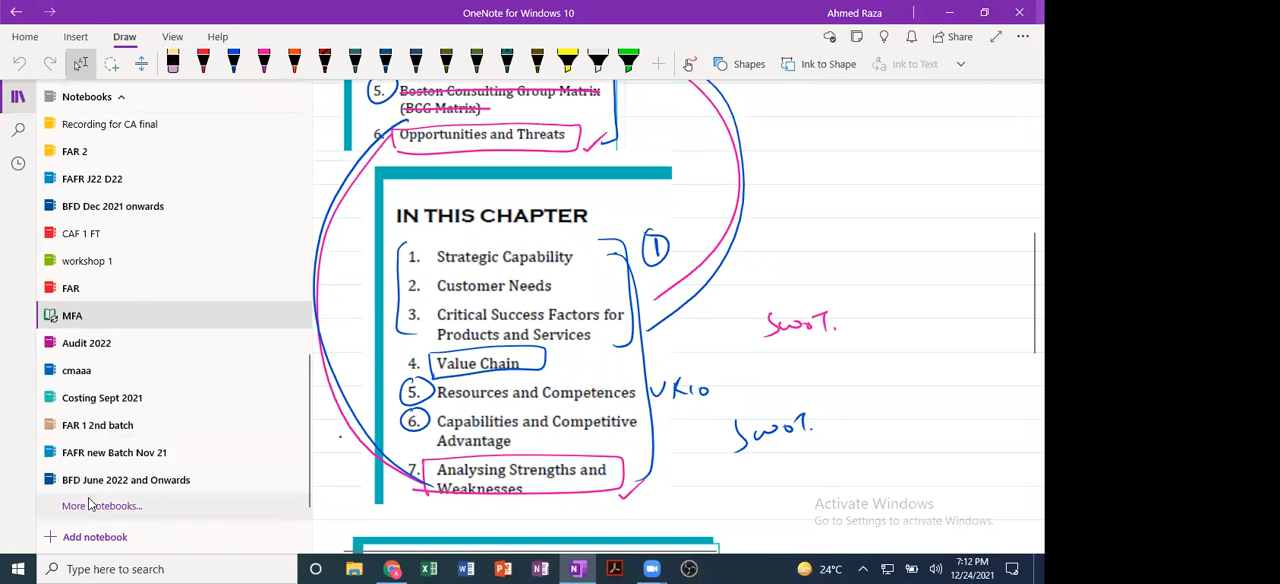 OneNote for Windows 10
Ahmed Raza
Home Insert Draw View Help
Share
Shapes Ink to Shape Ink to Text
Notebooks
Recording for CA final
FAR 2
FAFR J22 D22
BFD Dec 2021 onwards
CAF 1 FT
workshop 1
FAR
MFA
Audit 2022
cmaaa
Costing Sept 2021
FAR 1 2nd batch
FAFR new Batch Nov 21
BFD June 2022 and Onwards
More Notebooks...
Add notebook
5. Boston Consulting Group Matrix
(BCG Matrix)
6. Opportunities and Threats
IN THIS CHAPTER
1
1. Strategic Capability
2. Customer Needs
3. Critical Success Factors for
Products and Services
SWOT.
4. Value Chain
5. Resources and Competences
VRIO
6. Capabilities and Competitive
Advantage
SWOT.
7. Analysing Strengths and
Weaknesses
Activate Windows
Go to Settings to activate Windows.
Type here to search
24°C
7:12 PM
12/24/2021